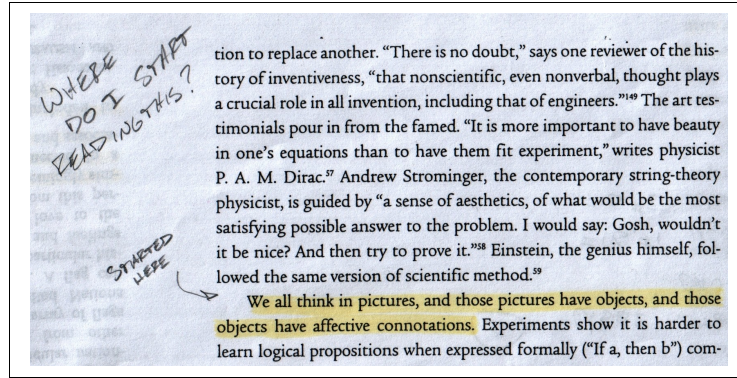 WHERE
DO I START
READING THIS?
tion to replace another. “There is no doubt,” says one reviewer of the his-
tory of inventiveness, “that nonscientific, even nonverbal, thought plays
a crucial role in all invention, including that of engineers.”149 The art tes-
timonials pour in from the famed. “It is more important to have beauty
in one’s equations than to have them fit experiment,” writes physicist
P. A. M. Dirac.57 Andrew Strominger, the contemporary string-theory
physicist, is guided by “a sense of aesthetics, of what would be the most
satisfying possible answer to the problem. I would say: Gosh, wouldn’t
it be nice? And then try to prove it.”58 Einstein, the genius himself, fol-
lowed the same version of scientific method.59
STARTED
HERE
We all think in pictures, and those pictures have objects, and those
objects have affective connotations. Experiments show it is harder to
learn logical propositions when expressed formally (“If a, then b”) com-